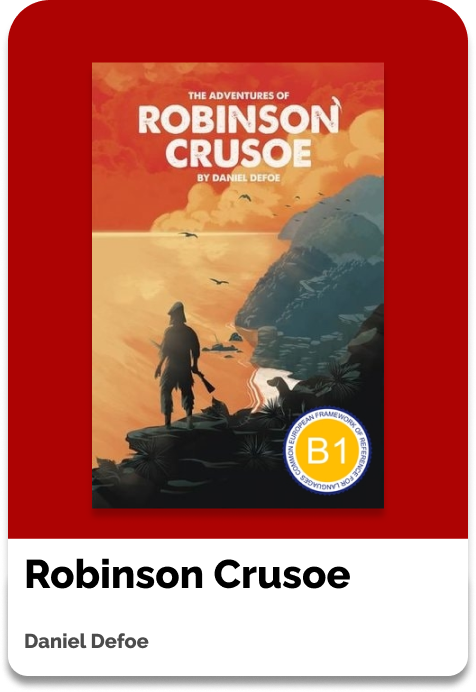 THE ADVENTURES OF
ROBINSON
CRUSOE
BY DANIEL DEFOE
COMMON EUROPEAN FRAMEWORK OF REFERENCE FOR LANGUAGES
B1
Robinson Crusoe
Daniel Defoe